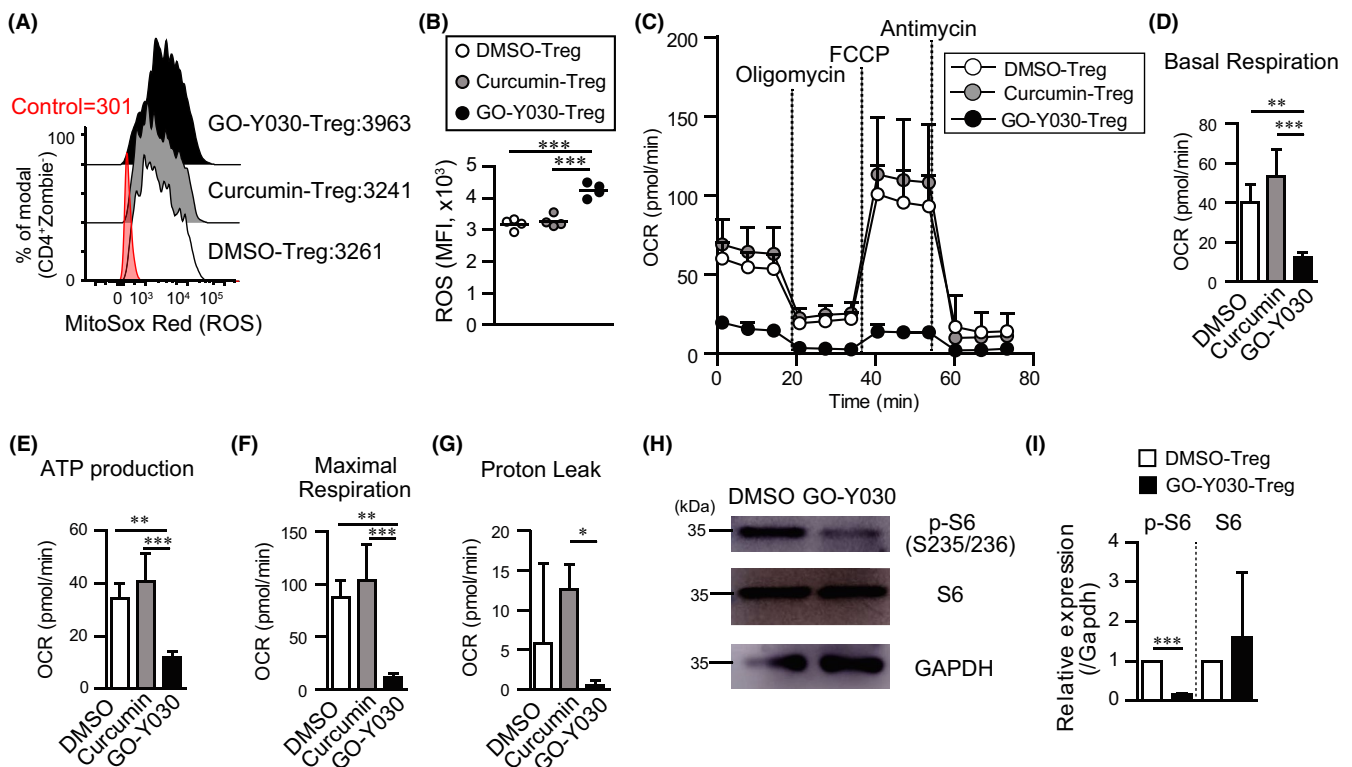 (A)
Control=301
GO-Y030-Treg:3963
Curcumin-Treg:3241
DMSO-Treg:3261
% of modal
(CD4⁺Zombie⁻)
100
0
0 10³ 10⁴ 10⁵
MitoSox Red (ROS)
(B)
DMSO-Treg
Curcumin-Treg
GO-Y030-Treg
***
***
ROS (MFI, x10³)
5
4
3
2
1
0
(C)
Oligomycin
FCCP
Antimycin
DMSO-Treg
Curcumin-Treg
GO-Y030-Treg
OCR (pmol/min)
200
150
100
50
0
0 20 40 60 80
Time (min)
(D)
Basal Respiration
**
***
OCR (pmol/min)
80
60
40
20
0
DMSO
Curcumin
GO-Y030
(E)
ATP production
**
***
OCR (pmol/min)
60
40
20
0
DMSO
Curcumin
GO-Y030
(F)
Maximal
Respiration
**
***
OCR (pmol/min)
150
100
50
0
DMSO
Curcumin
GO-Y030
(G)
Proton Leak
*
OCR (pmol/min)
20
15
10
5
0
DMSO
Curcumin
GO-Y030
(H)
(kDa)
DMSO GO-Y030
35
p-S6
(S235/236)
35
S6
35
GAPDH
(I)
DMSO-Treg
GO-Y030-Treg
p-S6 S6
***
Relative expression
(/Gapdh)
4
3
2
1
0